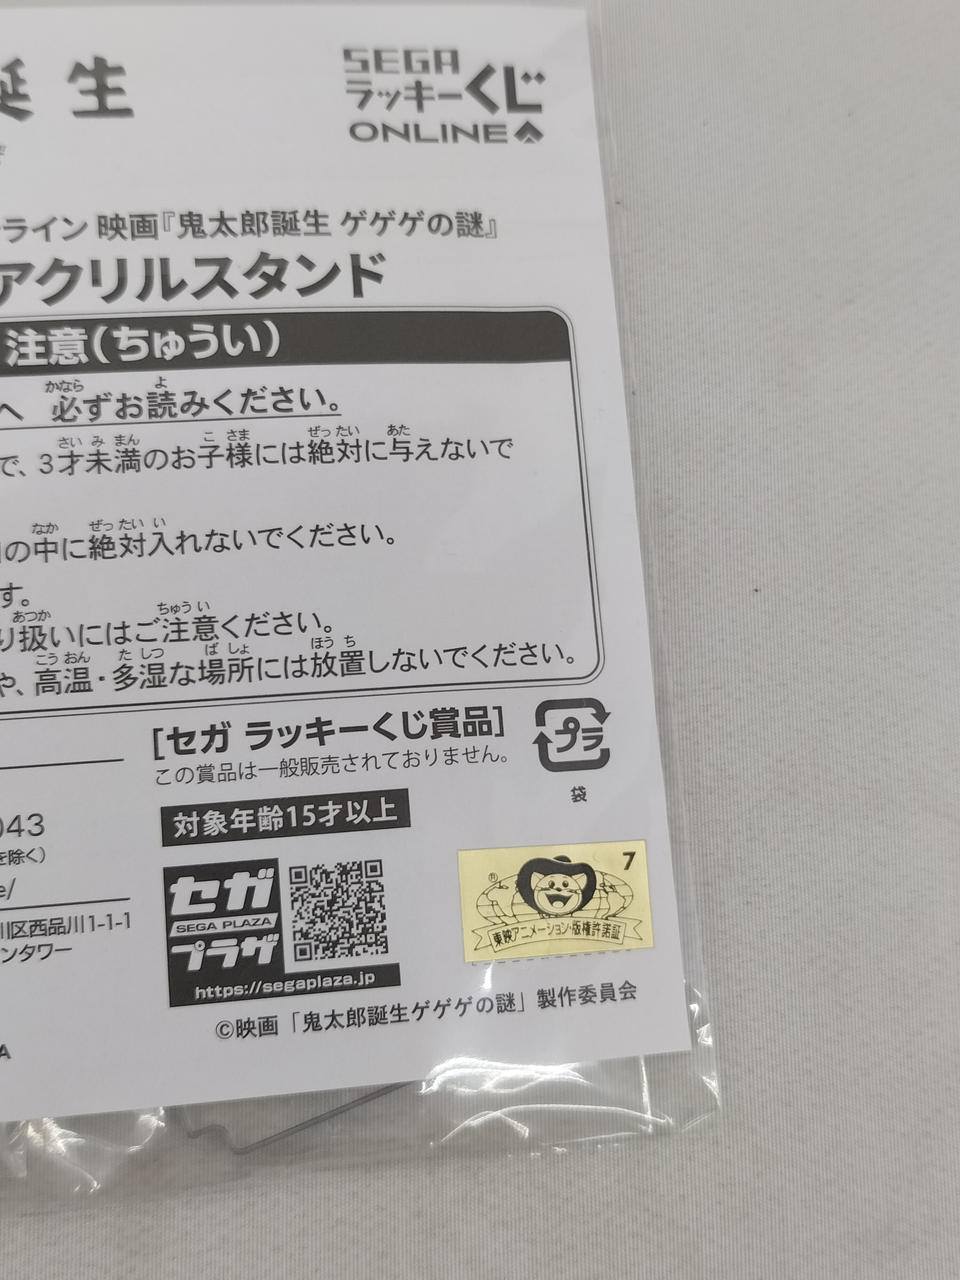 誕生
SEGA
ラッキーくじ
ONLINE
ライン 映画『鬼太郎誕生 ゲゲゲの謎』
アクリルスタンド
注意(ちゅうい)
へ 必ずお読みください。
で、3才未満のお子様には絶対に与えないで
の中に絶対入れないでください。
す。
り扱いにはご注意ください。
や、高温・多湿な場所には放置しないでください。
[セガ ラッキーくじ賞品]
この賞品は一般販売されておりません。
プラ
袋
043
対象年齢15才以上
を除く)
e/
川区西品川1-1-1
ンタワー
セガ
SEGA PLAZA
プラザ
https://segaplaza.jp
7
®
東映アニメーション・版権許諾証
©映画「鬼太郎誕生ゲゲゲの謎」製作委員会
A